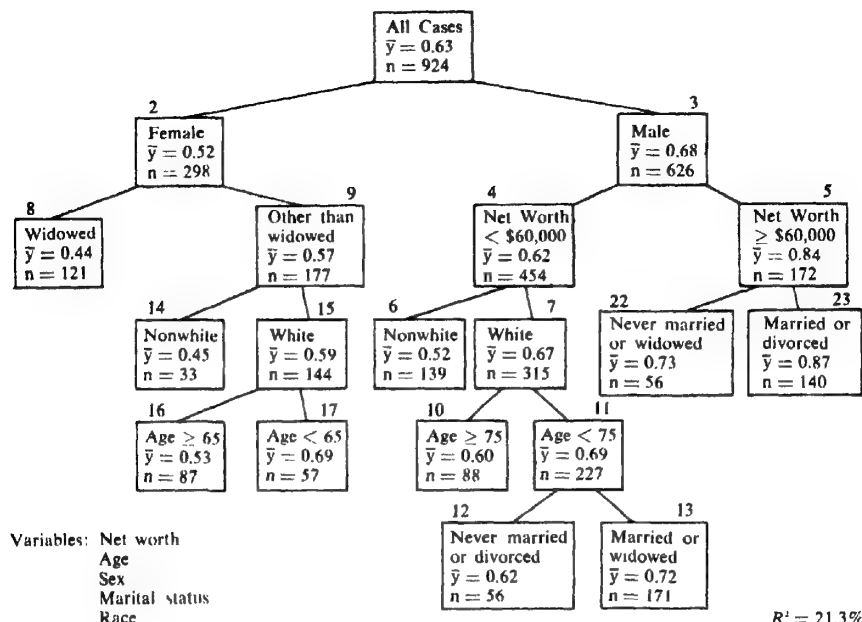 All Cases
ȳ = 0.63
n = 924
2
Female
ȳ = 0.52
n = 298
3
Male
ȳ = 0.68
n = 626
8
Widowed
ȳ = 0.44
n = 121
9
Other than
widowed
ȳ = 0.57
n = 177
4
Net Worth
< $60,000
ȳ = 0.62
n = 454
5
Net Worth
≥ $60,000
ȳ = 0.84
n = 172
14
Nonwhite
ȳ = 0.45
n = 33
15
White
ȳ = 0.59
n = 144
6
Nonwhite
ȳ = 0.52
n = 139
7
White
ȳ = 0.67
n = 315
22
Never married
or widowed
ȳ = 0.73
n = 56
23
Married or
divorced
ȳ = 0.87
n = 140
16
Age ≥ 65
ȳ = 0.53
n = 87
17
Age < 65
ȳ = 0.69
n = 57
10
Age ≥ 75
ȳ = 0.60
n = 88
11
Age < 75
ȳ = 0.69
n = 227
12
Never married
or divorced
ȳ = 0.62
n = 56
13
Married or
widowed
ȳ = 0.72
n = 171
Variables: Net worth
Age
Sex
Marital status
Race
R² = 21.3%